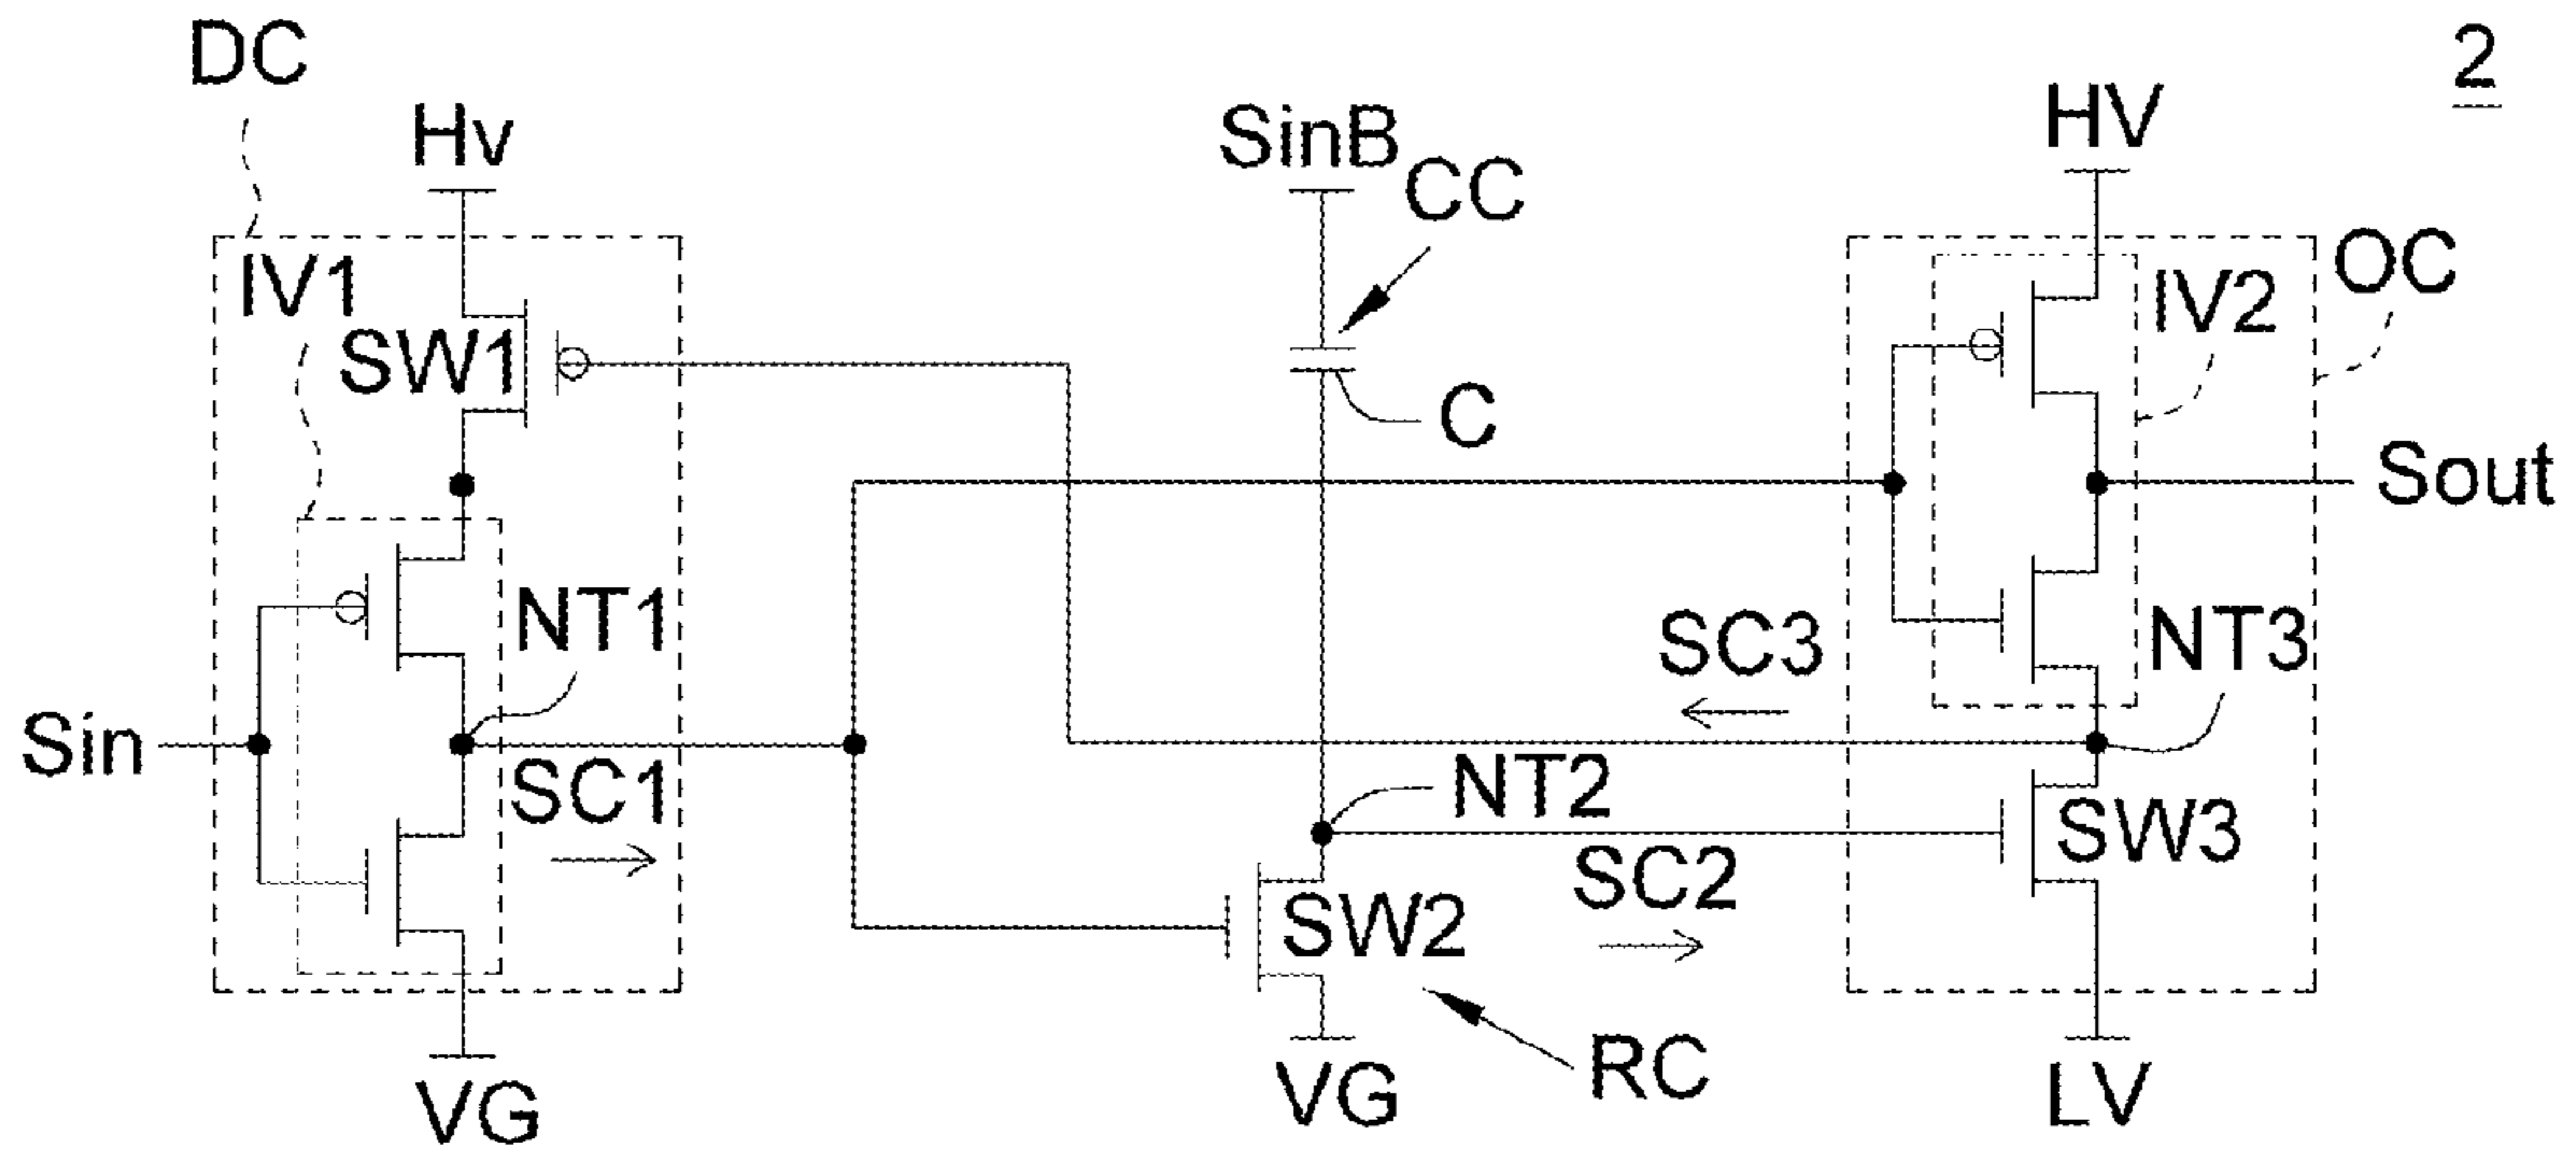 DC
2
Hv
SinB
HV
CC
IV1
OC
IV2
SW1
C
Sout
NT1
SC3
NT3
Sin
SC1
NT2
SW3
SC2
SW2
RC
VG
VG
LV